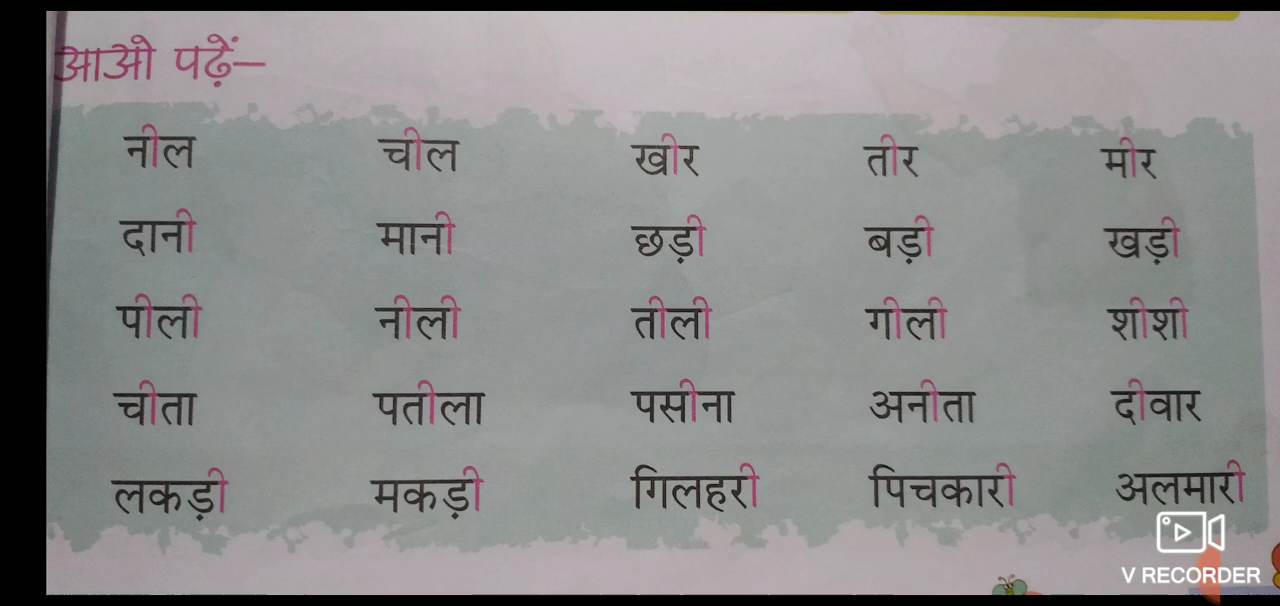 आओ पढ़ें—
नील चील खीर तीर मीर
दानी मानी छड़ी बड़ी खड़ी
पीली नीली तीली गीली शीशी
चीता पतीला पसीना अनीता दीवार
लकड़ी मकड़ी गिलहरी पिचकारी अलमारी
V RECORDER